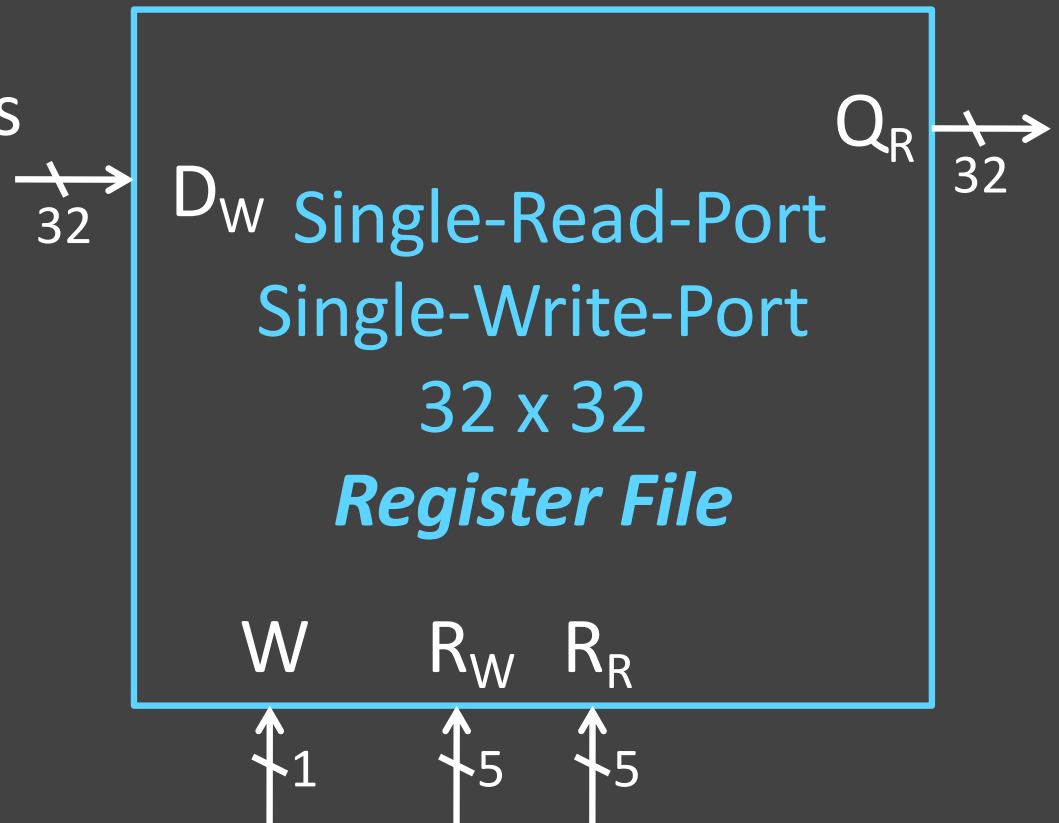 s
Q_R
32
D_W
32
Single-Read-Port
Single-Write-Port
32 x 32
Register File
W R_W R_R
1 5 5